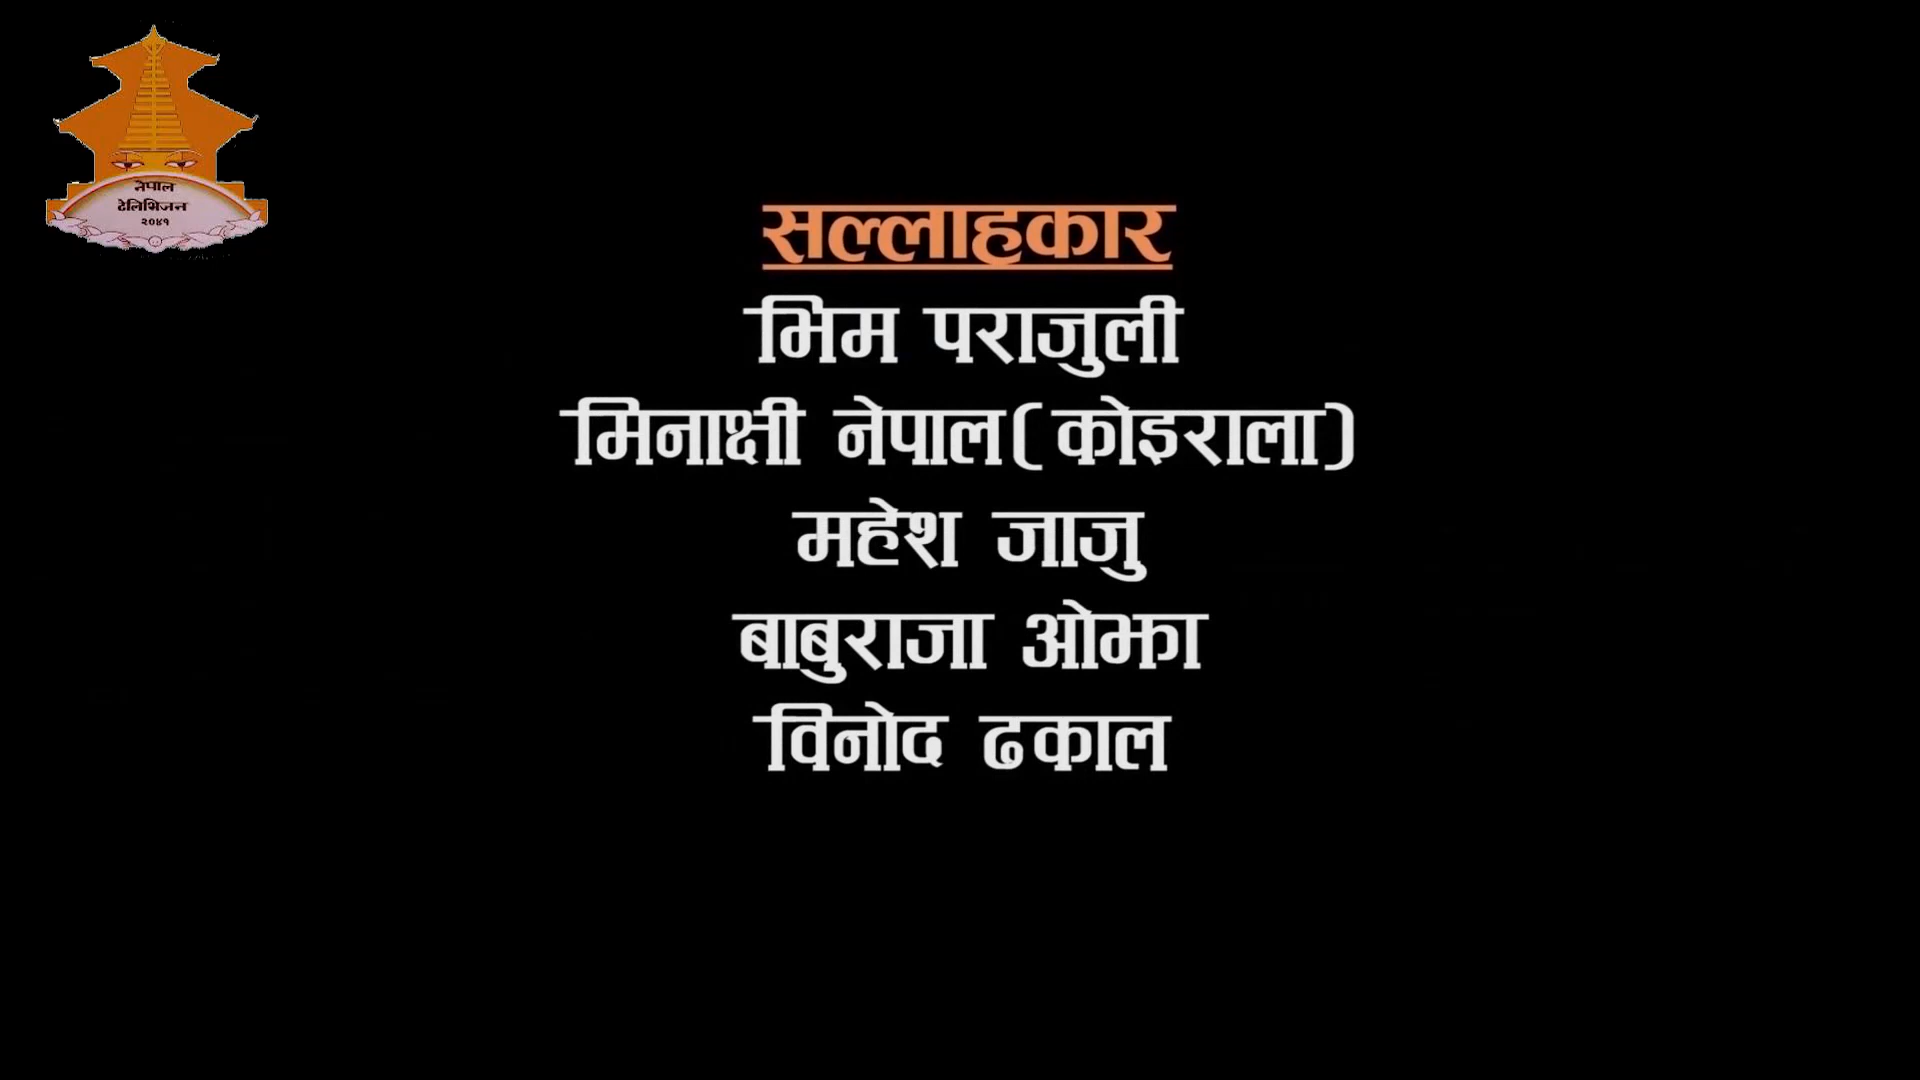 नेपाल
टेलिभिजन
२०४१
सल्लाहकार
भिम पराजुली
मिनाक्षी नेपाल(कोइराला)
महेश जाजु
बाबुराजा ओझा
विनोद ढकाल